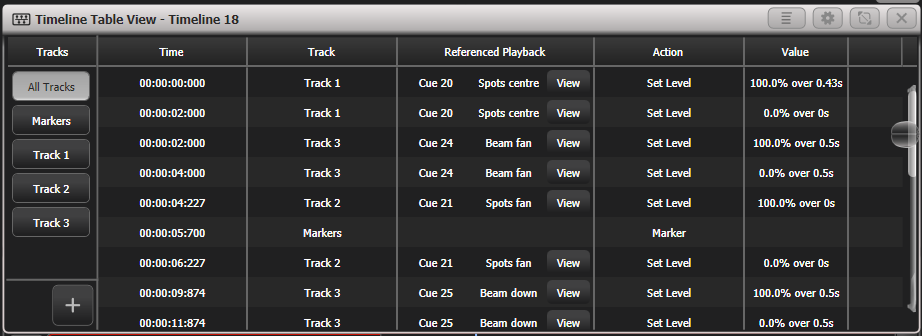 Timeline Table View - Timeline 18
Tracks Time Track Referenced Playback Action Value
All Tracks
Markers
Track 1
Track 2
Track 3
+
00:00:00:000 Track 1 Cue 20 Spots centre View Set Level 100.0% over 0.43s
00:00:02:000 Track 1 Cue 20 Spots centre View Set Level 0.0% over 0s
00:00:02:000 Track 3 Cue 24 Beam fan View Set Level 100.0% over 0.5s
00:00:04:000 Track 3 Cue 24 Beam fan View Set Level 0.0% over 0.5s
00:00:04:227 Track 2 Cue 21 Spots fan View Set Level 100.0% over 0s
00:00:05:700 Markers Marker
00:00:06:227 Track 2 Cue 21 Spots fan View Set Level 0.0% over 0s
00:00:09:874 Track 3 Cue 25 Beam down View Set Level 100.0% over 0.5s
00:00:11:874 Track 3 Cue 25 Beam down View Set Level 0.0% over 0.5s